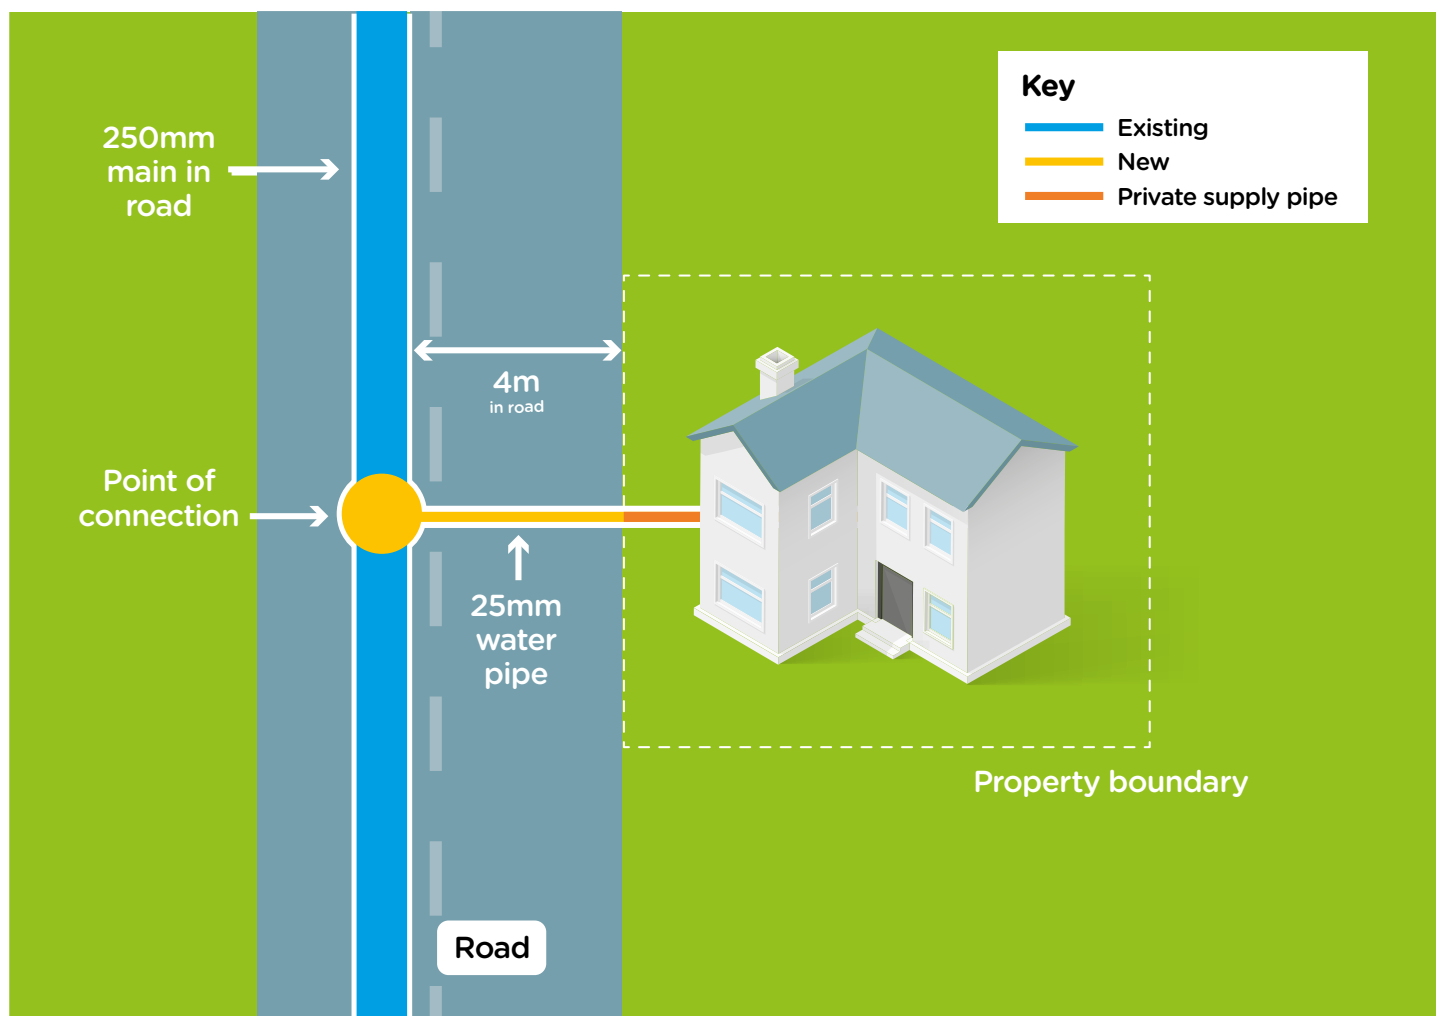 Key
Existing
New
Private supply pipe
250mm
main in
road
4m
in road
Point of
connection
25mm
water
pipe
Property boundary
Road